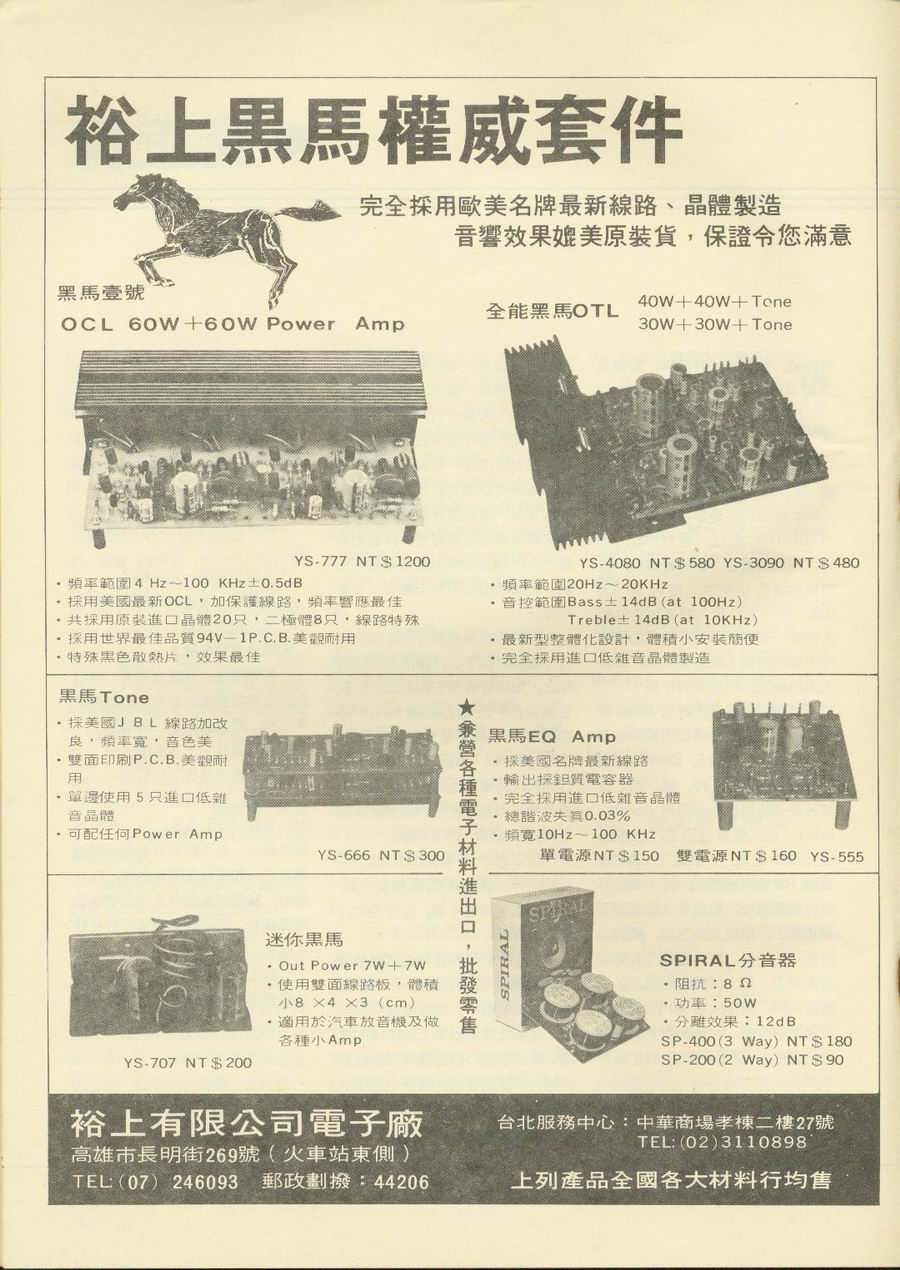 裕上黑馬權威套件
完全採用歐美名牌最新線路、晶體製造
音響效果媲美原裝貨，保證令您滿意
黑馬壹號
OCL 60W+60W Power Amp
YS-777 NT$1200
・頻率範圍4 Hz~100 KHz±0.5dB
・採用美國最新OCL，加保護線路，頻率響應最佳
・共採用原裝進口晶體20只，二極體8只，線路特殊
・採用世界最佳品質94V-1P.C.B.美觀耐用
・特殊黑色散熱片，效果最佳
全能黑馬OTL
40W+40W+Tone
30W+30W+Tone
YS-4080 NT$580 YS-3090 NT$480
・頻率範圍20Hz~20KHz
・音控範圍Bass±14dB(at 100Hz)
Treble±14dB(at 10KHz)
・最新型整體化設計，體積小安裝簡便
・完全採用進口低雜音晶體製造
黑馬Tone
・採美國JBL線路加改
良，頻率寬，音色美
・雙面印刷P.C.B.美觀耐
用
・單邊使用5只進口低雜
音晶體
・可配任何Power Amp
YS-666 NT$300
★兼營各種電子材料進出口，批發零售
黑馬EQ Amp
・採美國名牌最新線路
・輸出採鉭質電容器
・完全採用進口低雜音晶體
・總諧波失眞0.03%
・頻寬10Hz~100 KHz
單電源NT$150 雙電源NT$160 YS-555
迷你黑馬
・Out Power 7W+7W
・使用雙面線路板，體積
小8×4×3 (cm)
・適用於汽車放音機及做
各種小Amp
YS-707 NT$200
SPIRAL
SPIRAL
SPIRAL分音器
・阻抗：8 Ω
・功率：50W
・分離效果：12dB
SP-400(3 Way) NT$180
SP-200(2 Way) NT$90
裕上有限公司電子廠
高雄市長明街269號（火車站東側）
TEL:(07) 246093 郵政劃撥：44206
台北服務中心：中華商場孝棟二樓27號
TEL:(02)3110898
上列產品全國各大材料行均售